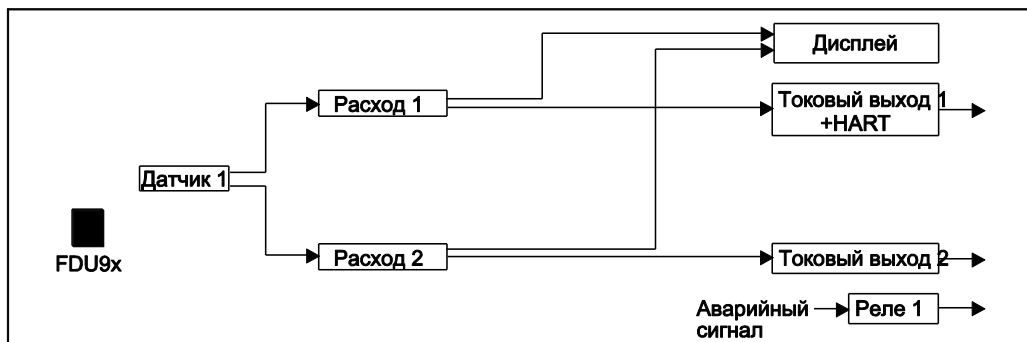 Дисплей
Расход 1
Токовый выход 1
+HART
Датчик 1
FDU9x
Расход 2
Токовый выход 2
Аварийный
сигнал
Реле 1